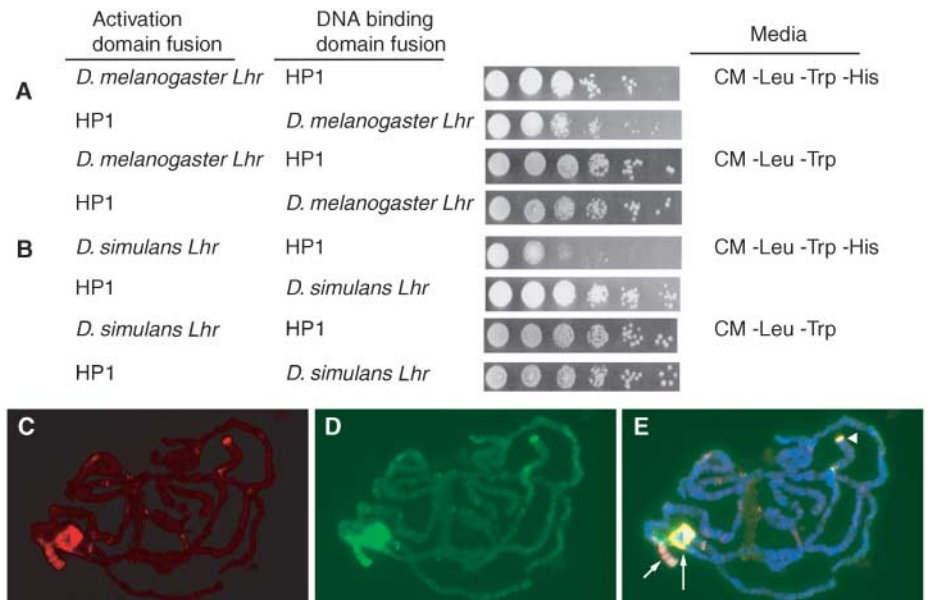 Activation domain fusion
DNA binding domain fusion
Media
A
D. melanogaster Lhr HP1 CM -Leu -Trp -His
HP1 D. melanogaster Lhr
D. melanogaster Lhr HP1 CM -Leu -Trp
HP1 D. melanogaster Lhr
B
D. simulans Lhr HP1 CM -Leu -Trp -His
HP1 D. simulans Lhr
D. simulans Lhr HP1 CM -Leu -Trp
HP1 D. simulans Lhr
C D E